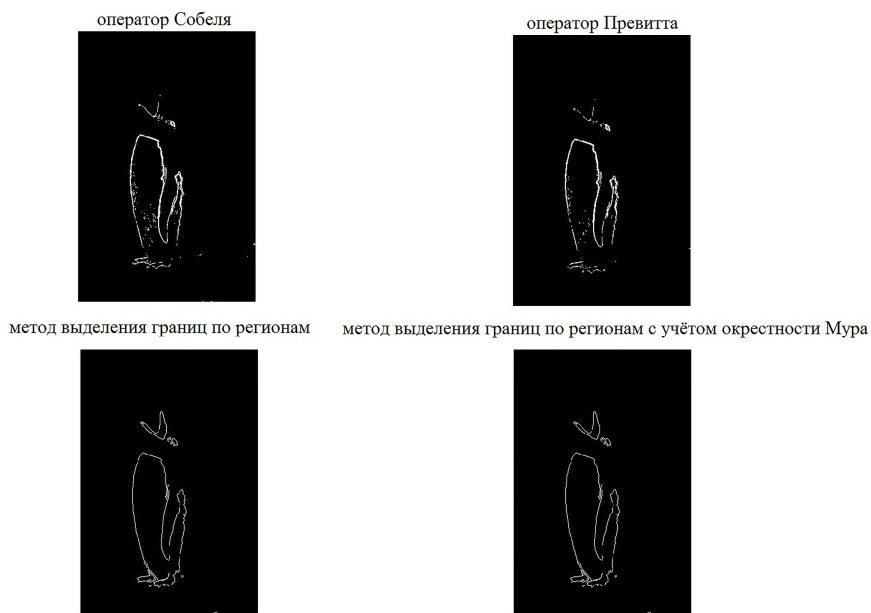 оператор Собеля
оператор Превитта
метод выделения границ по регионам
метод выделения границ по регионам с учётом окрестности Мура